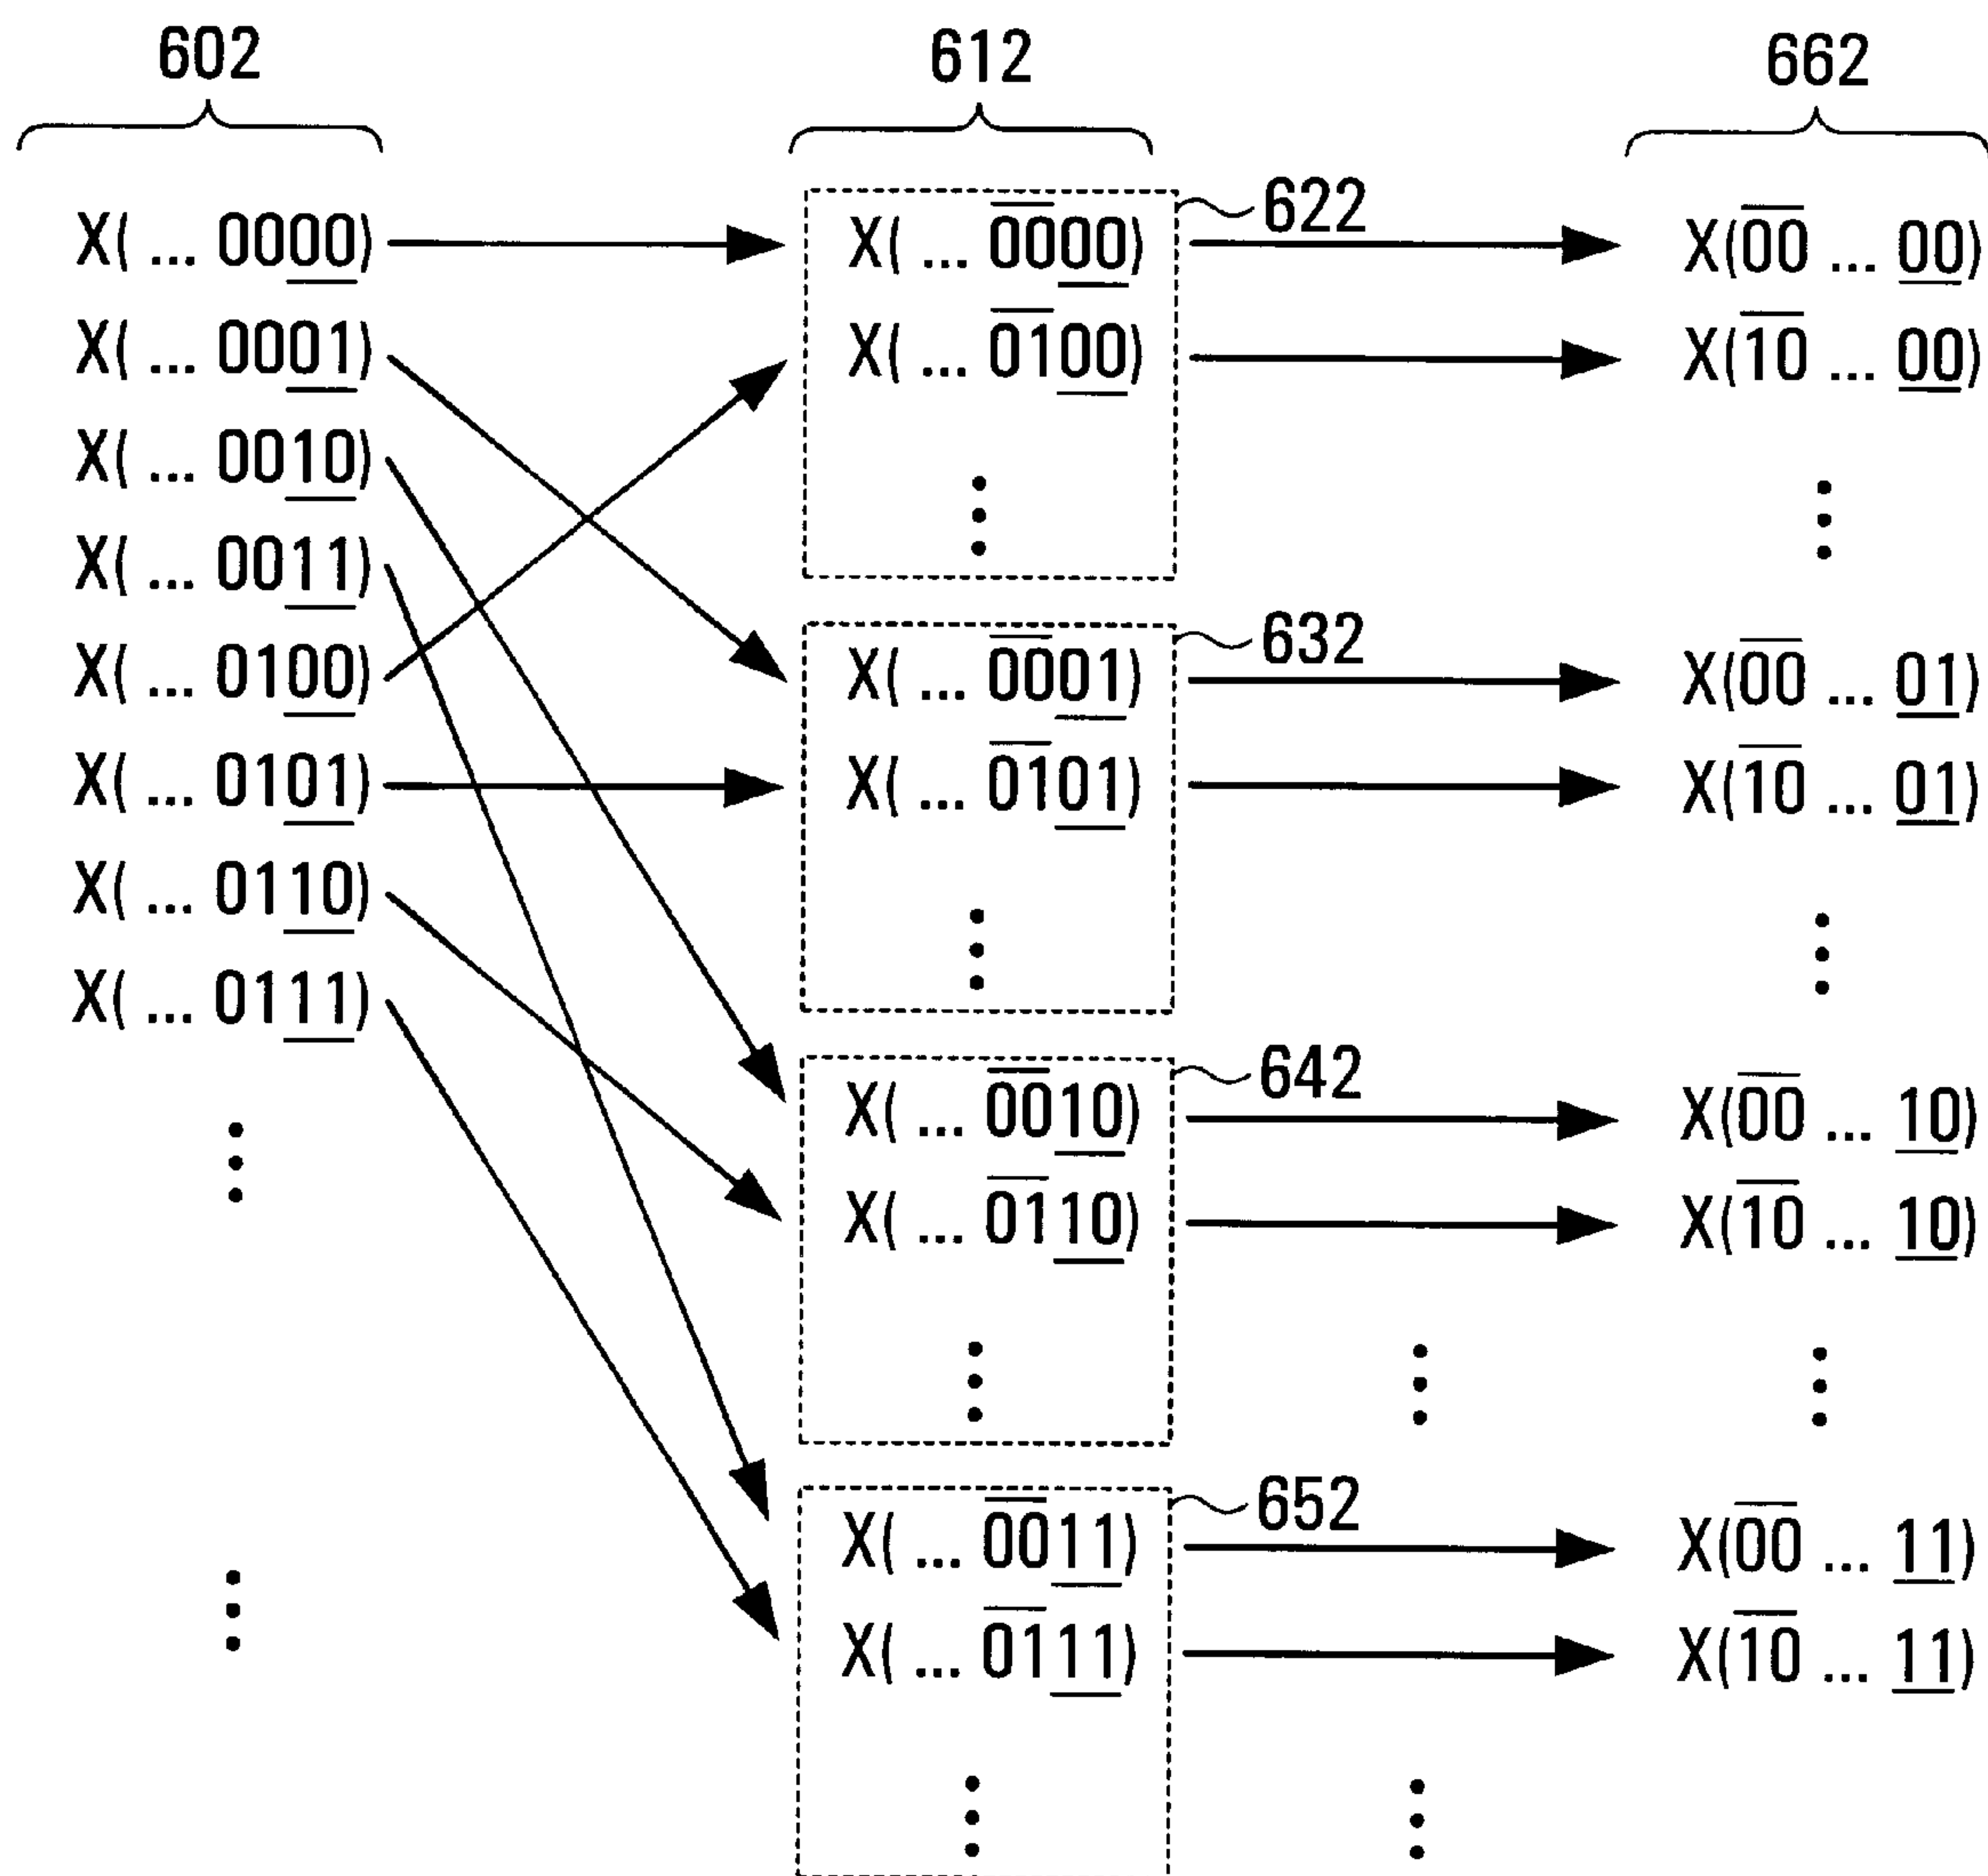 602 612 662
X( ... 0000) X( ... 0000) 622 X(00 ... 00)
X( ... 0001) X( ... 0100) X(10 ... 00)
X( ... 0010)
X( ... 0011)
X( ... 0100) X( ... 0001) 632 X(00 ... 01)
X( ... 0101) X( ... 0101) X(10 ... 01)
X( ... 0110)
X( ... 0111)
X( ... 0010) 642 X(00 ... 10)
X( ... 0110) X(10 ... 10)
X( ... 0011) 652 X(00 ... 11)
X( ... 0111) X(10 ... 11)